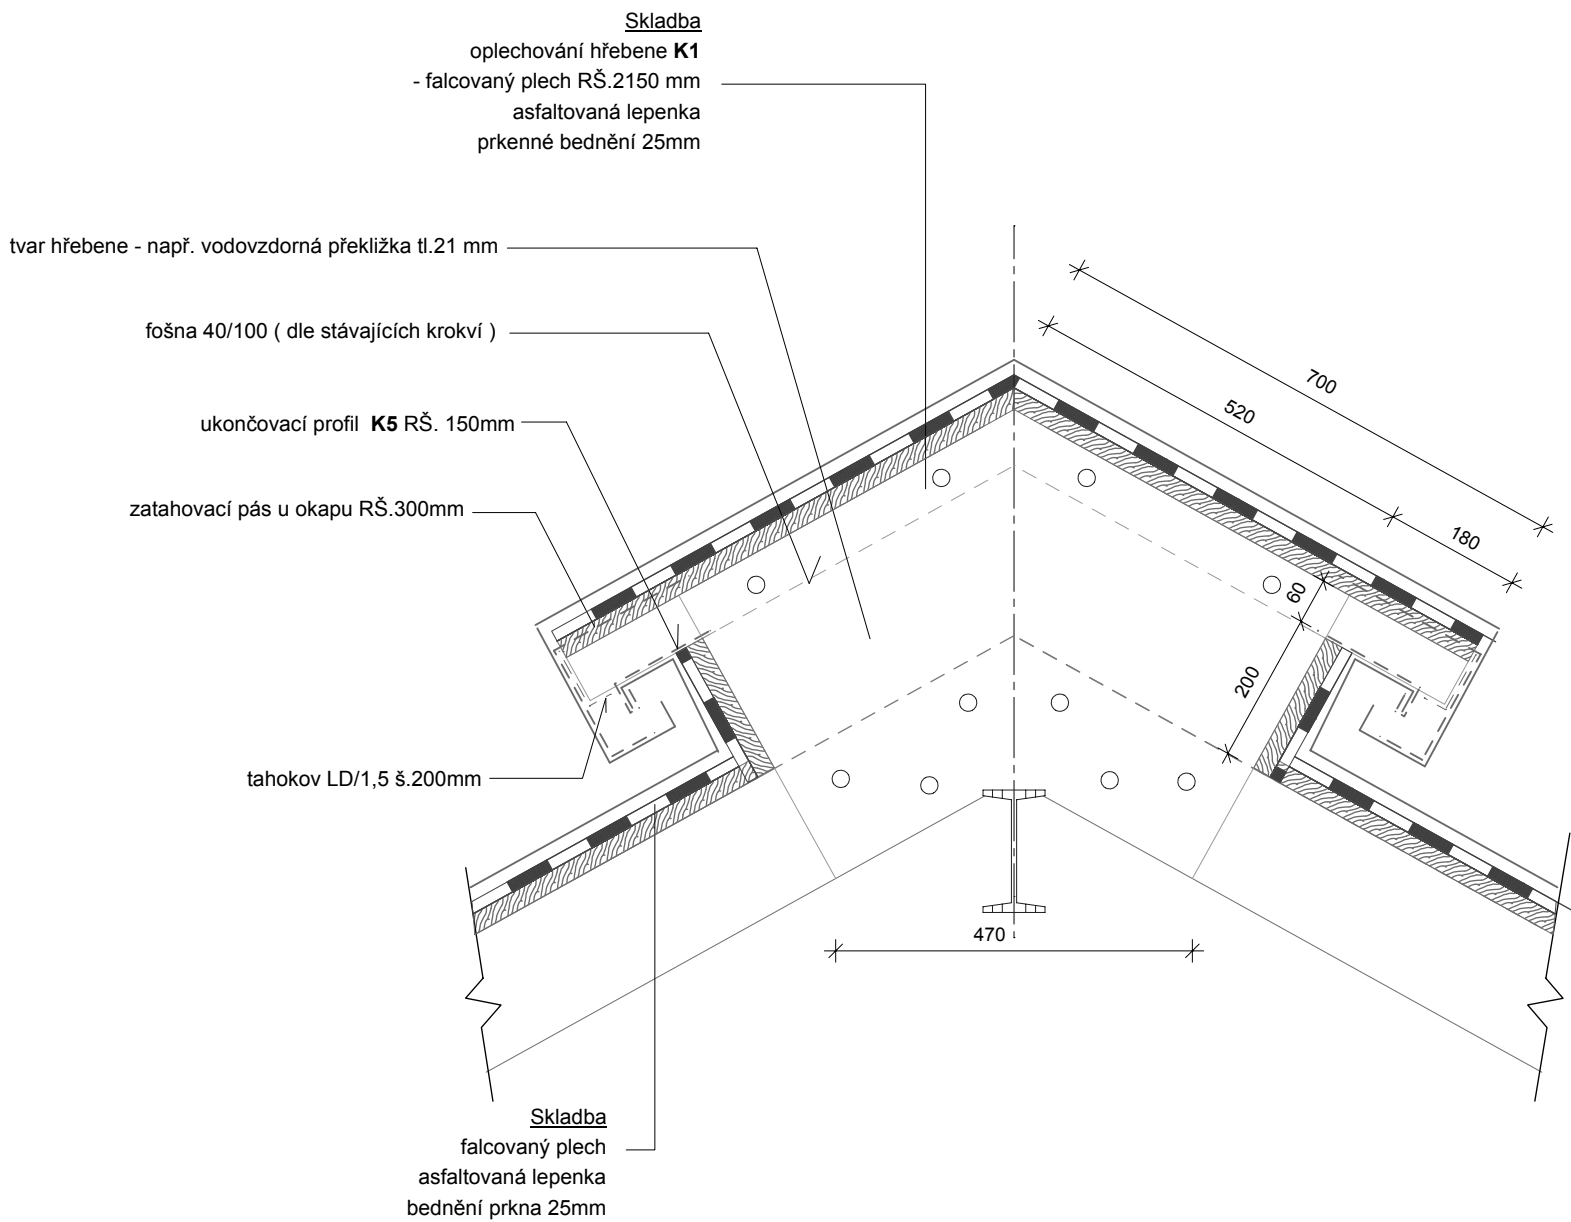 Skladba
oplechování hřebene K1
- falcovaný plech RŠ.2150 mm
asfaltovaná lepenka
prkenné bednění 25mm
tvar hřebene - např. vodovzdorná překližka tl.21 mm
fošna 40/100 ( dle stávajících krokví )
ukončovací profil K5 RŠ. 150mm
zatahovací pás u okapu RŠ.300mm
tahokov LD/1,5 š.200mm
700
520
180
60
200
470
Skladba
falcovaný plech
asfaltovaná lepenka
bednění prkna 25mm